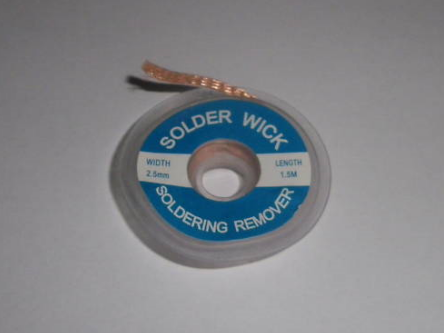 SOLDER WICK
WIDTH
2.5mm
LENGTH
1.5M
SOLDERING REMOVER